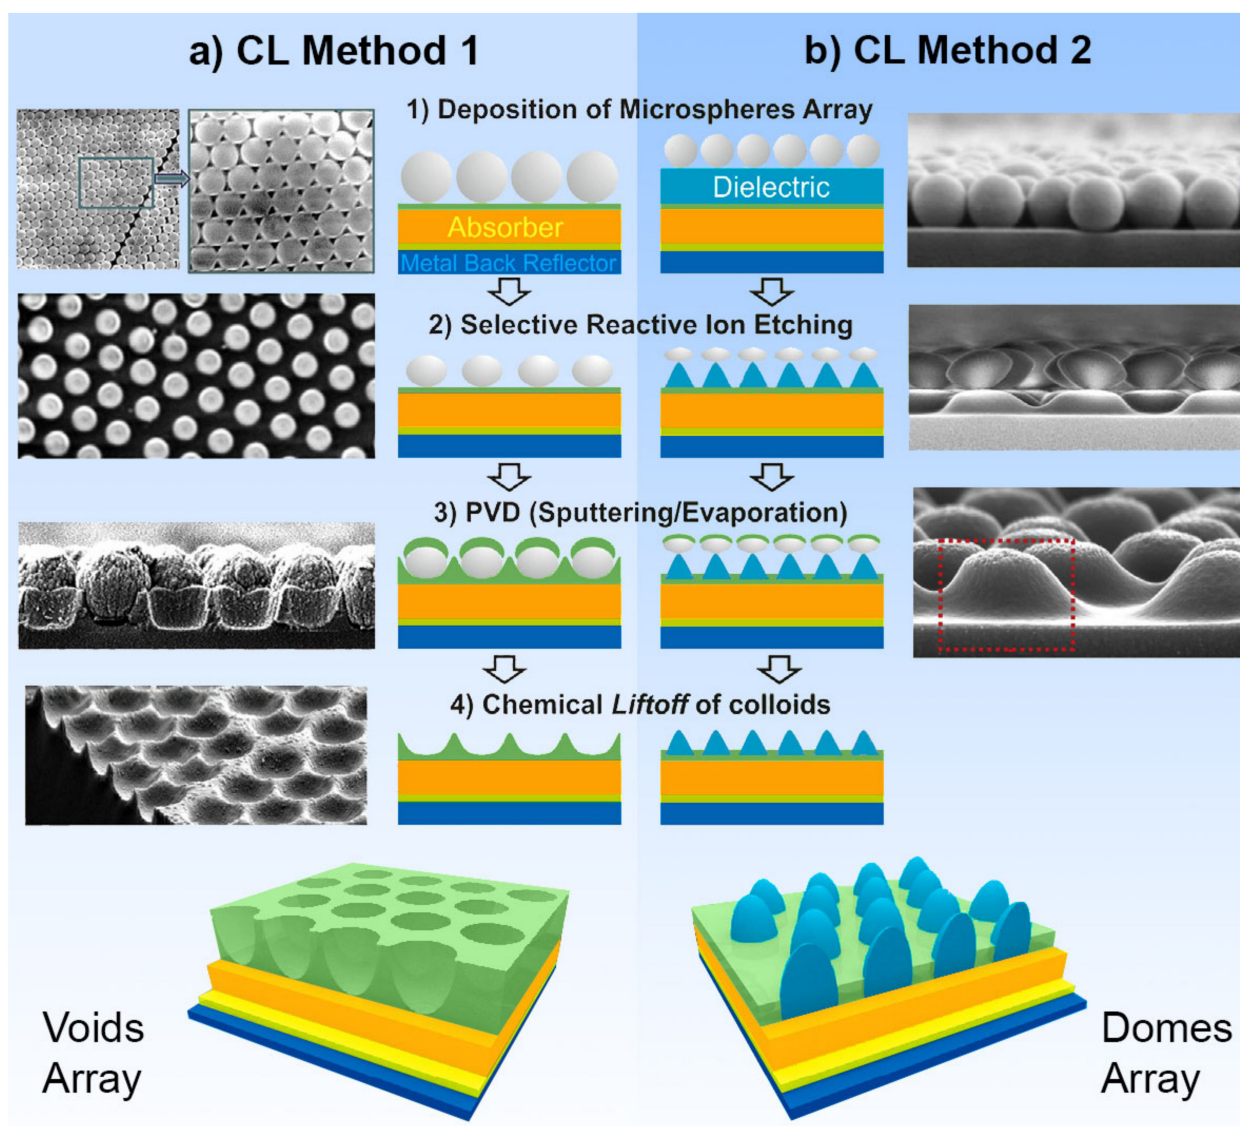 a) CL Method 1
b) CL Method 2
1) Deposition of Microspheres Array
Dielectric
Absorber
Metal Back Reflector
2) Selective Reactive Ion Etching
3) PVD (Sputtering/Evaporation)
4) Chemical Liftoff of colloids
Voids
Array
Domes
Array